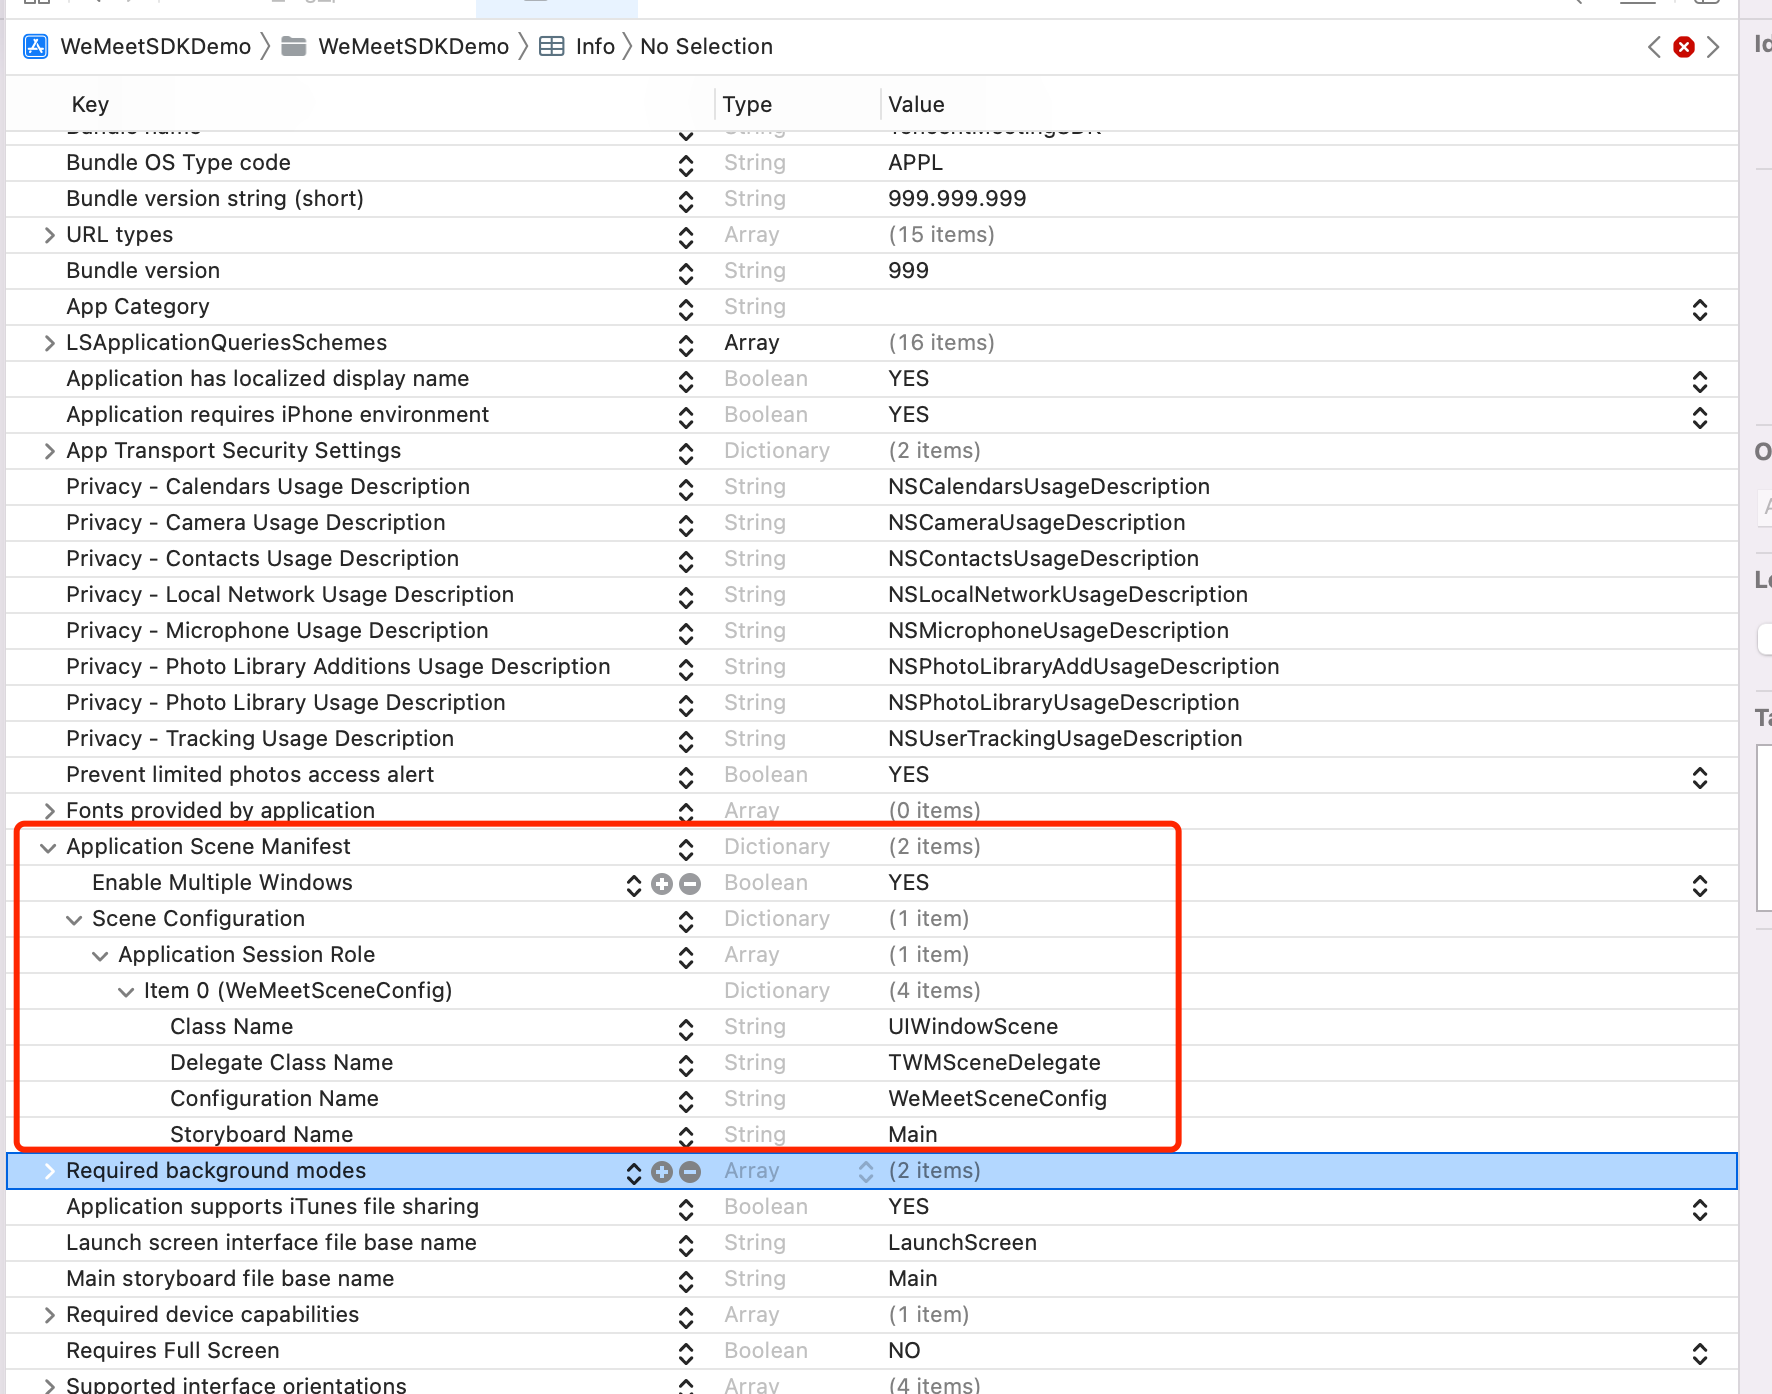 WeMeetSDKDemo WeMeetSDKDemo Info No Selection
Key Type Value
Bundle name String TencentMeetingSDK
Bundle OS Type code String APPL
Bundle version string (short) String 999.999.999
URL types Array (15 items)
Bundle version String 999
App Category String
LSApplicationQueriesSchemes Array (16 items)
Application has localized display name Boolean YES
Application requires iPhone environment Boolean YES
App Transport Security Settings Dictionary (2 items)
Privacy - Calendars Usage Description String NSCalendarsUsageDescription
Privacy - Camera Usage Description String NSCameraUsageDescription
Privacy - Contacts Usage Description String NSContactsUsageDescription
Privacy - Local Network Usage Description String NSLocalNetworkUsageDescription
Privacy - Microphone Usage Description String NSMicrophoneUsageDescription
Privacy - Photo Library Additions Usage Description String NSPhotoLibraryAddUsageDescription
Privacy - Photo Library Usage Description String NSPhotoLibraryUsageDescription
Privacy - Tracking Usage Description String NSUserTrackingUsageDescription
Prevent limited photos access alert Boolean YES
Fonts provided by application Array (0 items)
Application Scene Manifest Dictionary (2 items)
Enable Multiple Windows Boolean YES
Scene Configuration Dictionary (1 item)
Application Session Role Array (1 item)
Item 0 (WeMeetSceneConfig) Dictionary (4 items)
Class Name String UIWindowScene
Delegate Class Name String TWMSceneDelegate
Configuration Name String WeMeetSceneConfig
Storyboard Name String Main
Required background modes Array (2 items)
Application supports iTunes file sharing Boolean YES
Launch screen interface file base name String LaunchScreen
Main storyboard file base name String Main
Required device capabilities Array (1 item)
Requires Full Screen Boolean NO
Supported interface orientations Array (4 items)